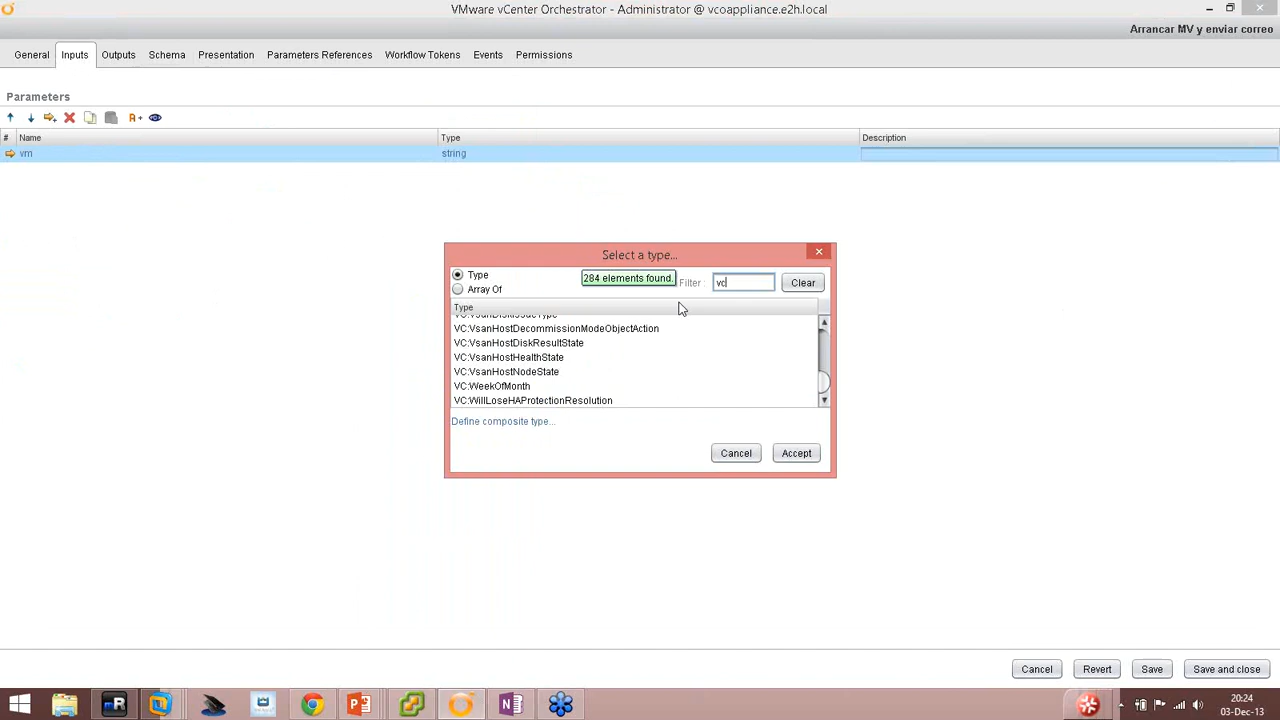 VMware vCenter Orchestrator - Administrator @ vcoappliance.e2h.local
Arrancar MV y enviar correo
General Inputs Outputs Schema Presentation Parameters References Workflow Tokens Events Permissions
Parameters
# Name Type Description
vm string
Select a type...
Type
284 elements found.
Filter : vc
Clear
Array Of
Type
VC:VsanDiskIssueType
VC:VsanHostDecommissionModeObjectAction
VC:VsanHostDiskResultState
VC:VsanHostHealthState
VC:VsanHostNodeState
VC:WeekOfMonth
VC:WillLoseHAProtectionResolution
Define composite type...
Cancel Accept
Cancel Revert Save Save and close
20:24
03-Dec-13